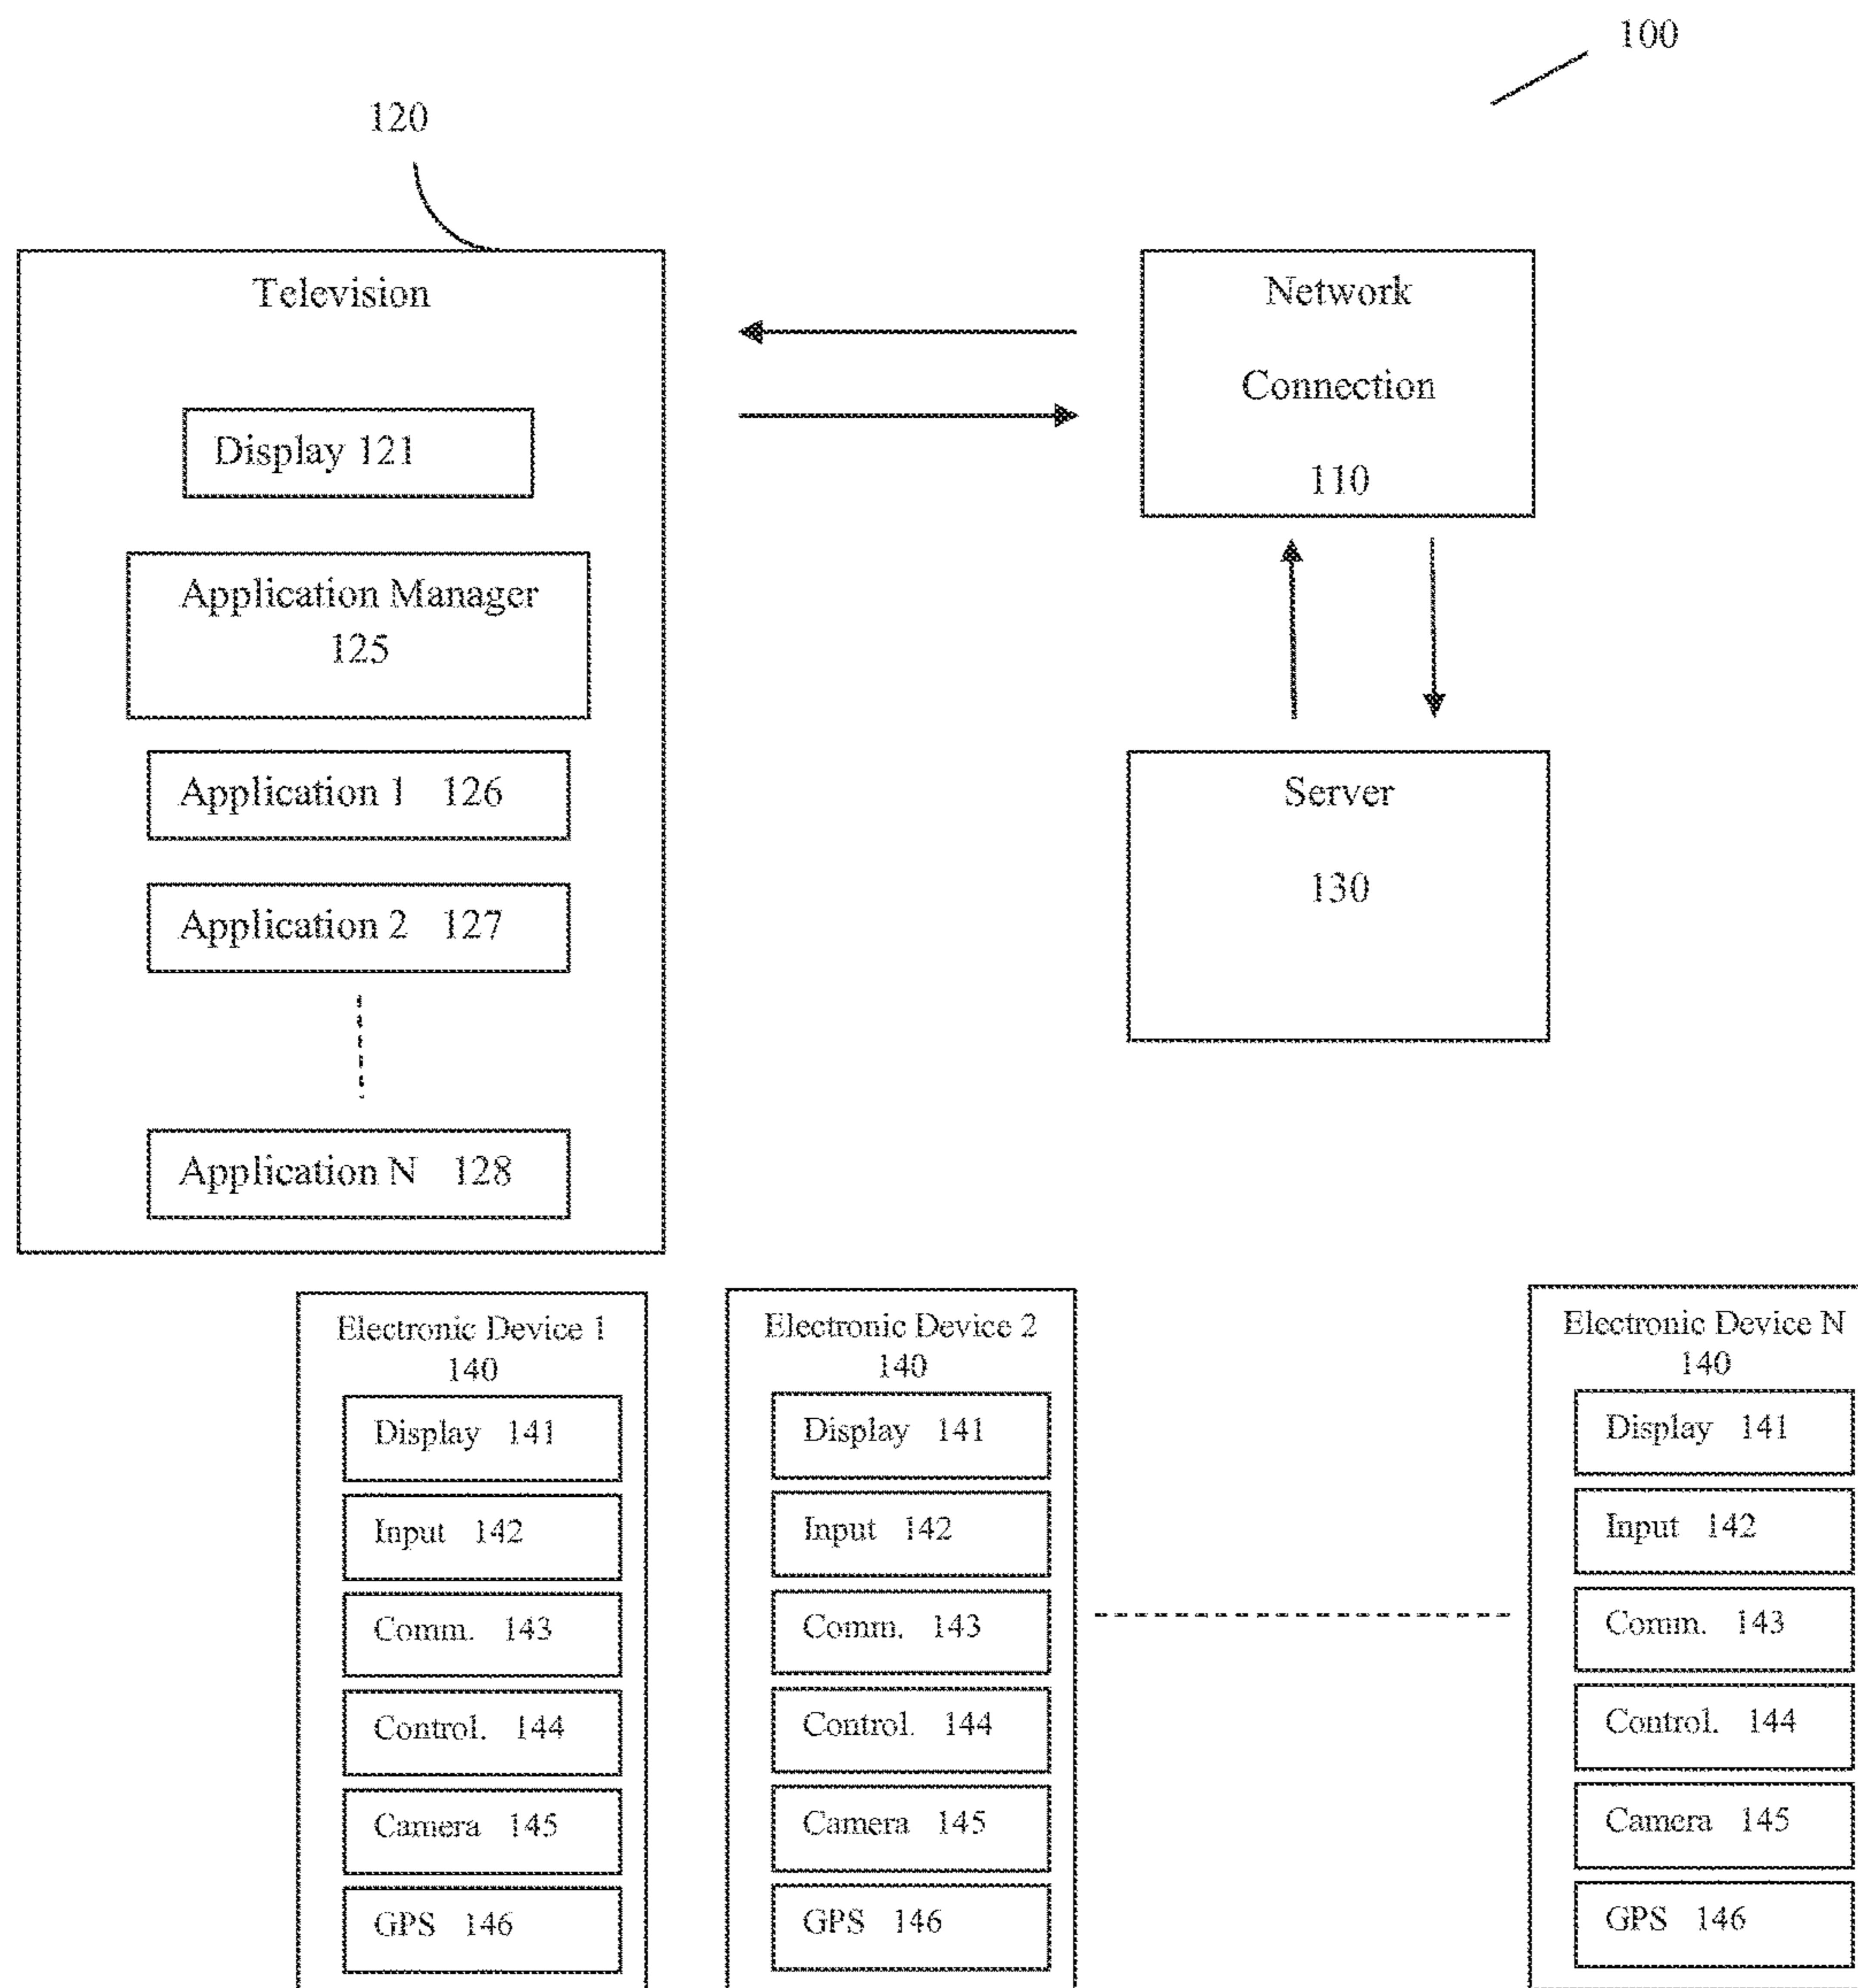 100
120
Television
Display 121
Application Manager
125
Application 1 126
Application 2 127
Application N 128
Network
Connection
110
Server
130
Electronic Device 1
140
Display 141
Input 142
Comm. 143
Control. 144
Camera 145
GPS 146
Electronic Device 2
140
Display 141
Input 142
Comm. 143
Control. 144
Camera 145
GPS 146
Electronic Device N
140
Display 141
Input 142
Comm. 143
Control. 144
Camera 145
GPS 146